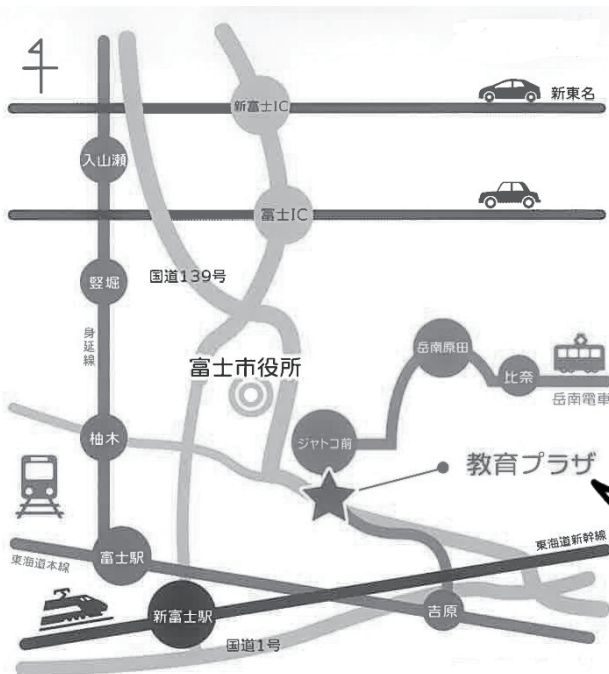 新東名
新富士IC
入山瀬
富士IC
国道139号
竪堀
身延線
岳南原田
富士市役所
比奈
岳南電車
柚木
ジャトコ前
教育プラザ
東海道新幹線
富士駅
東海道本線
新富士駅
吉原
国道1号